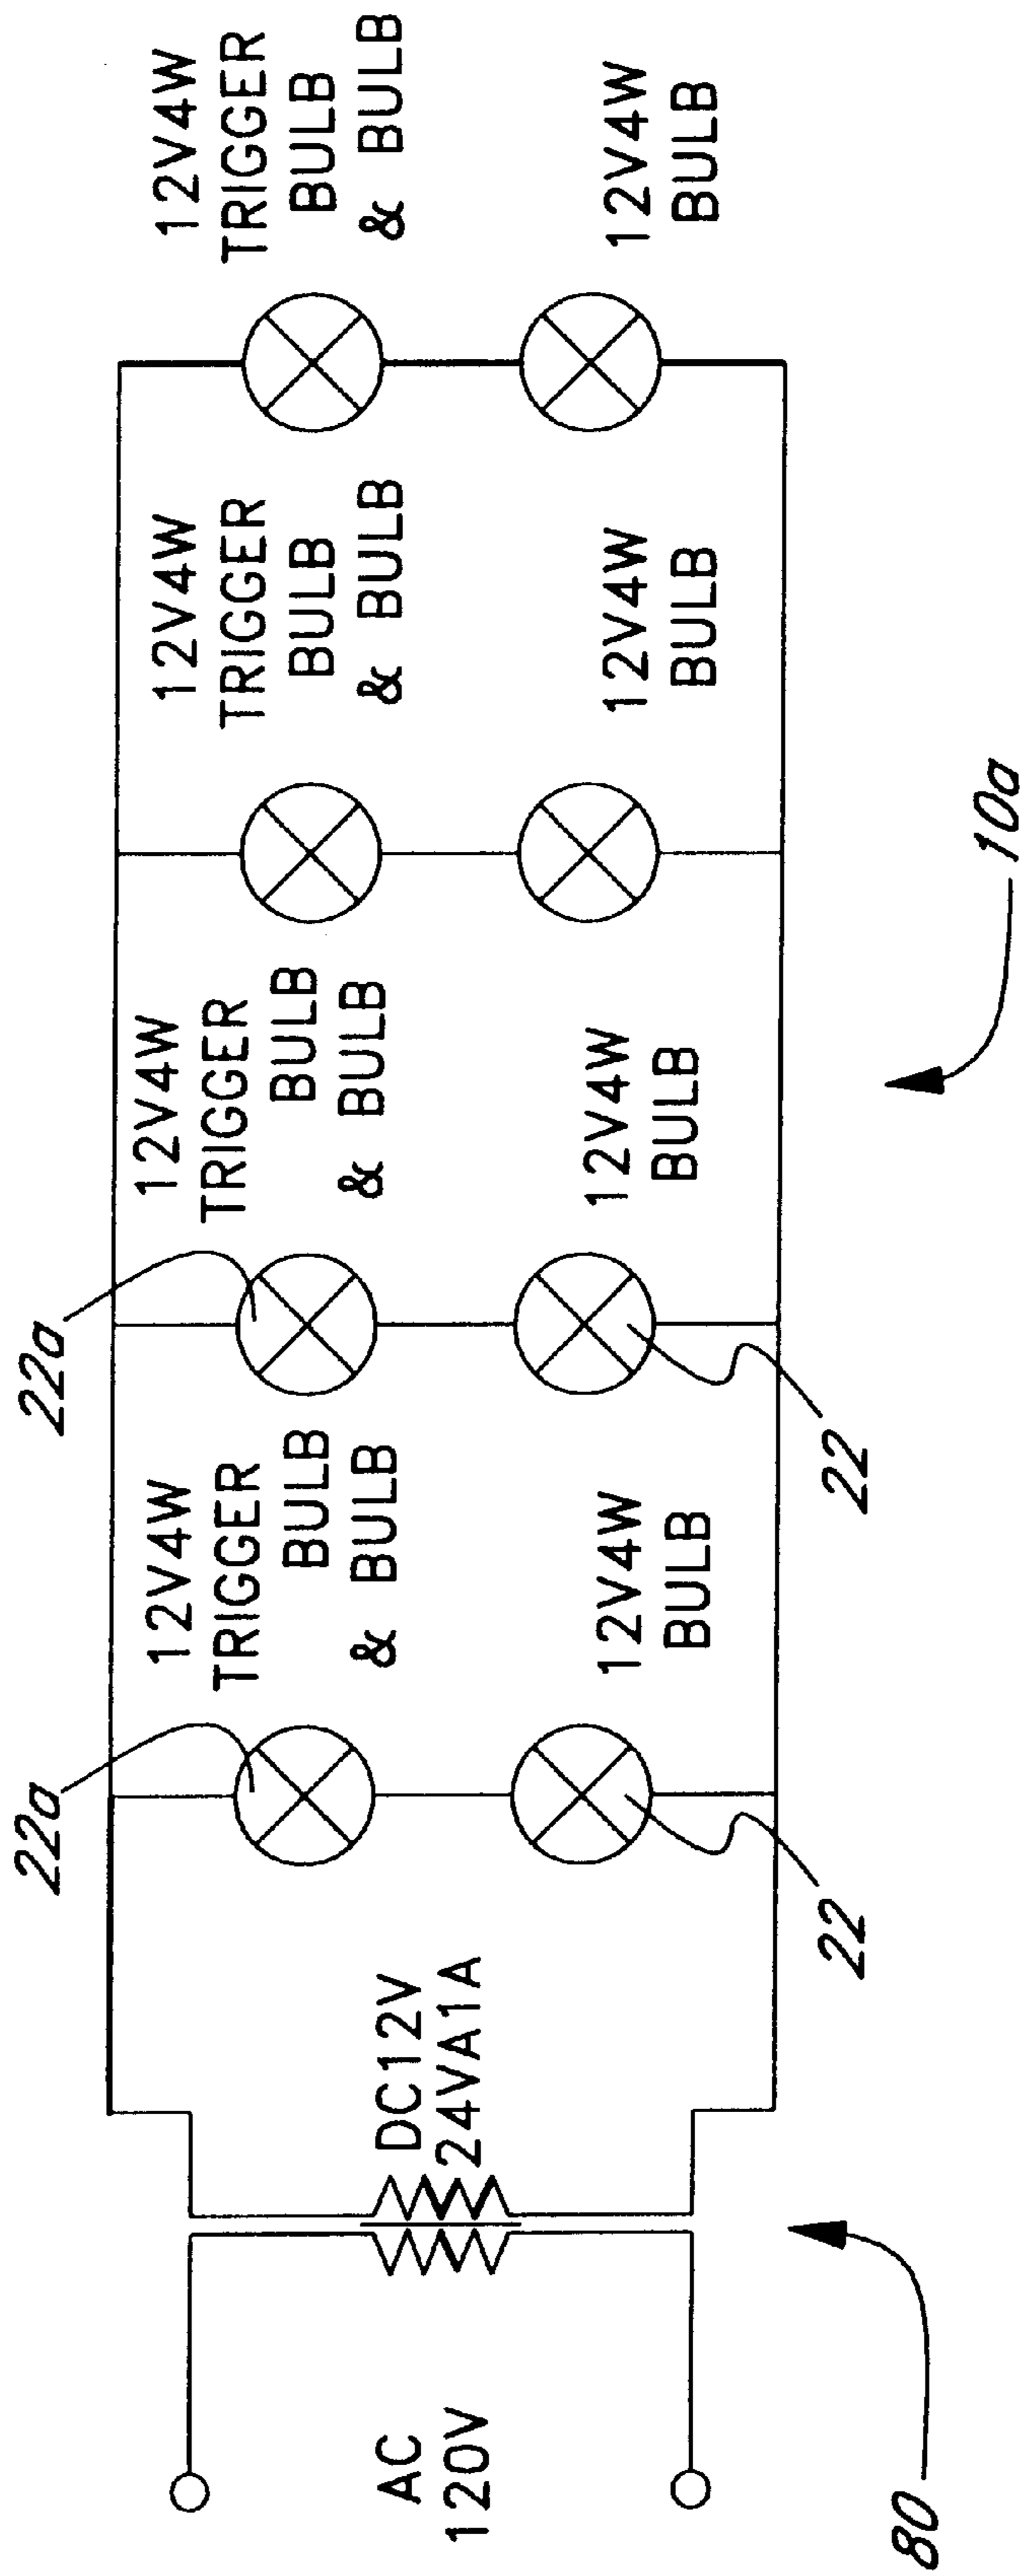 AC
120V
80
DC12V
24VA1A
22a
12V4W
TRIGGER
BULB
& BULB
22
12V4W
BULB
22a
12V4W
TRIGGER
BULB
& BULB
22
12V4W
BULB
12V4W
TRIGGER
BULB
& BULB
12V4W
BULB
10a
12V4W
TRIGGER
BULB
& BULB
12V4W
BULB